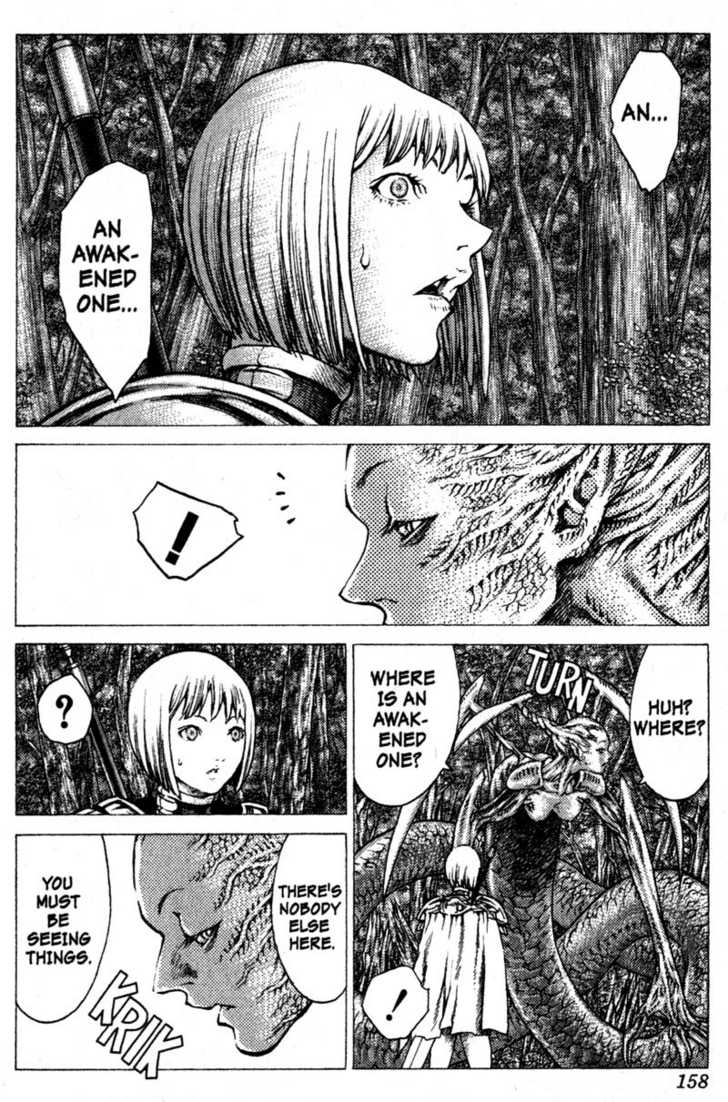 AN...
AN
AWAK-
ENED
ONE...
!
TURN
HUH?
WHERE?
WHERE
IS AN
AWAK-
ENED
ONE?
!
?
THERE'S
NOBODY
ELSE
HERE.
YOU
MUST
BE
SEEING
THINGS.
KRIK
158